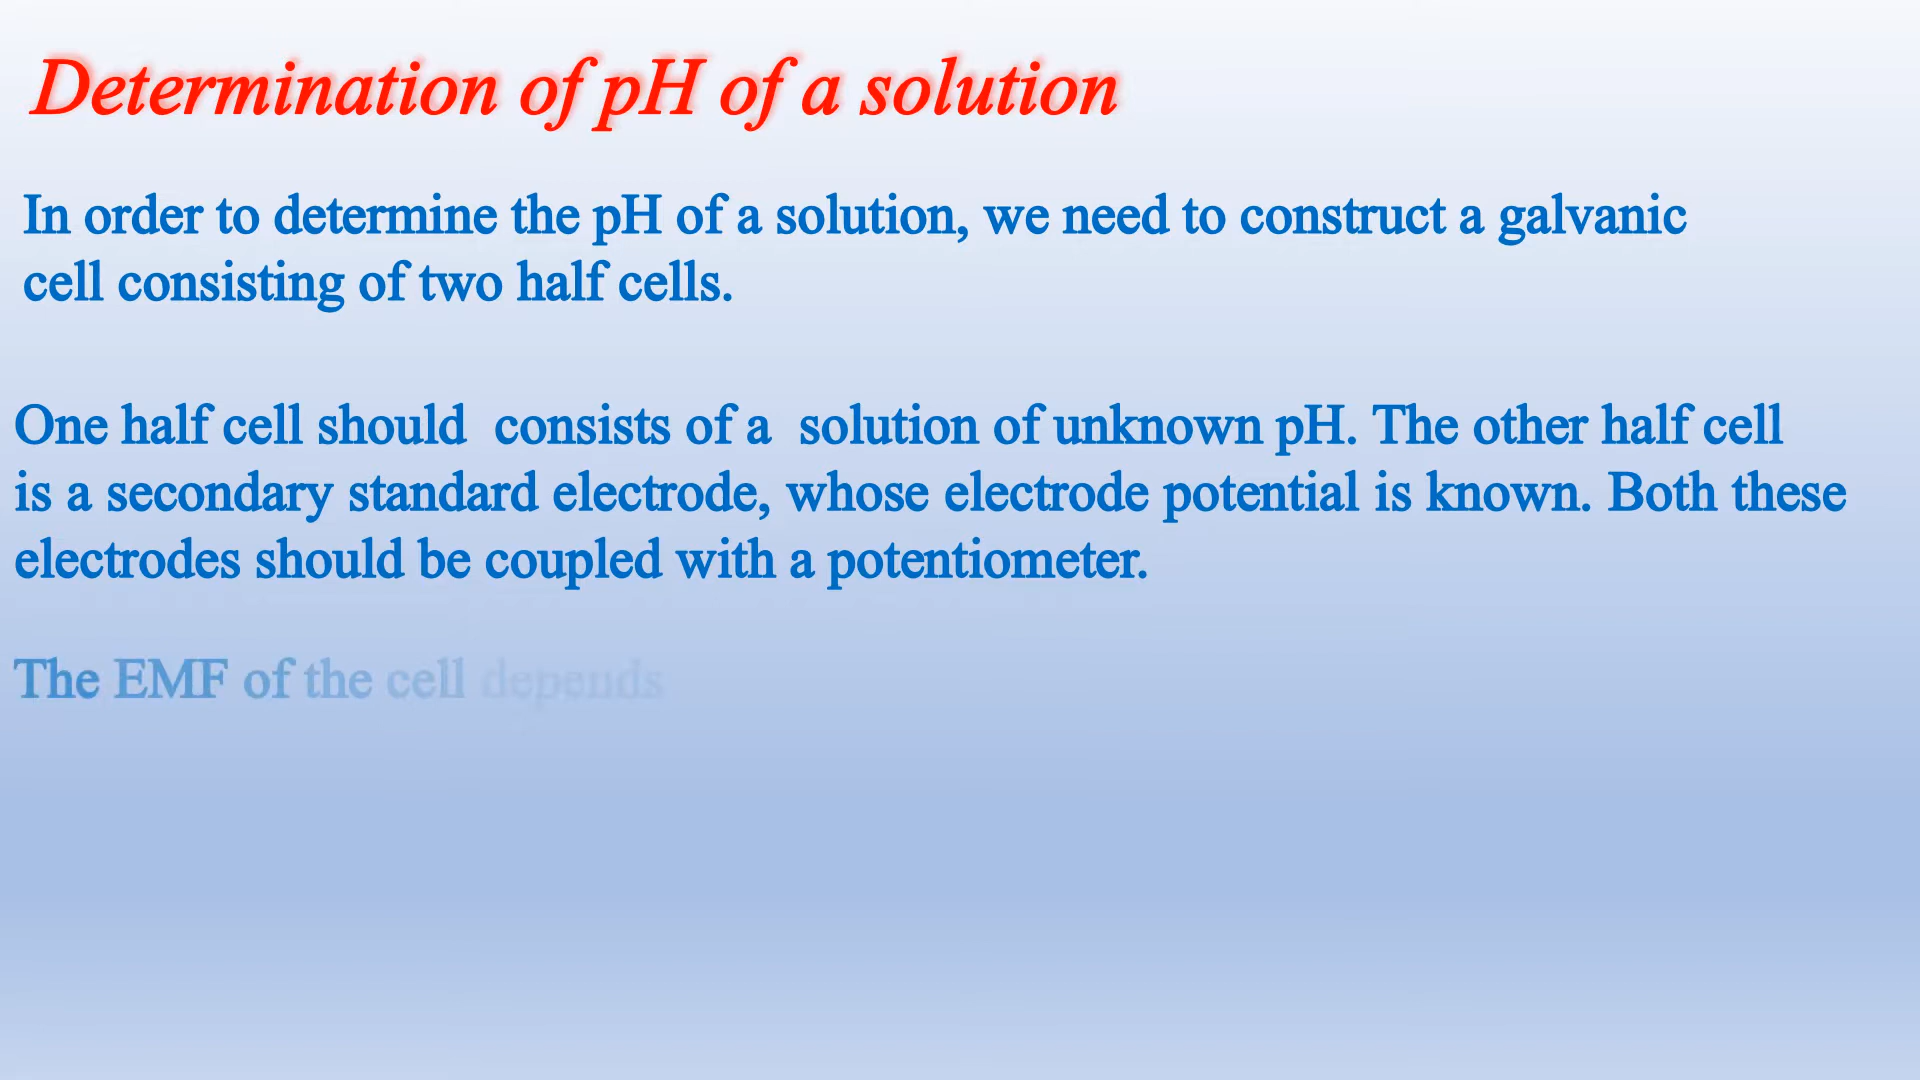 Determination of pH of a solution
In order to determine the pH of a solution, we need to construct a galvanic
cell consisting of two half cells.
One half cell should consists of a solution of unknown pH. The other half cell
is a secondary standard electrode, whose electrode potential is known. Both these
electrodes should be coupled with a potentiometer.
The EMF of the cell depends